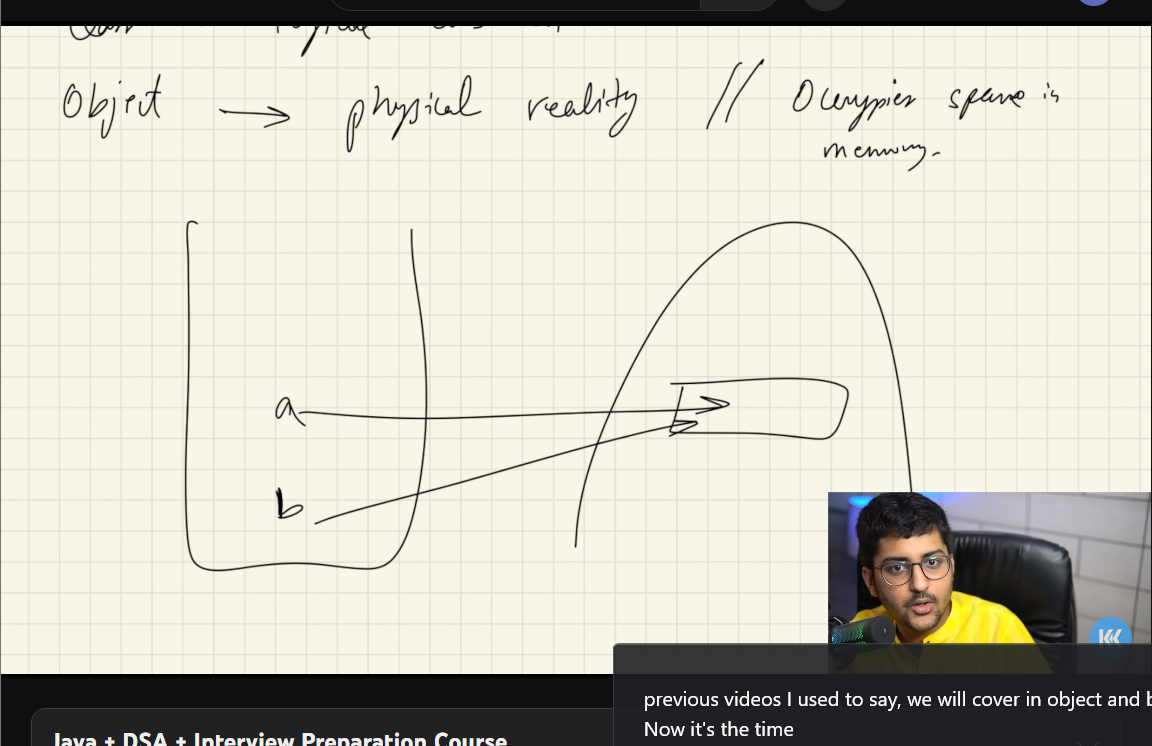 Object → physical reality // Occupies space in
memory.
a
b
KK
previous videos I used to say, we will cover in object and b
Now it's the time
Java + DSA + Interview Preparation Course